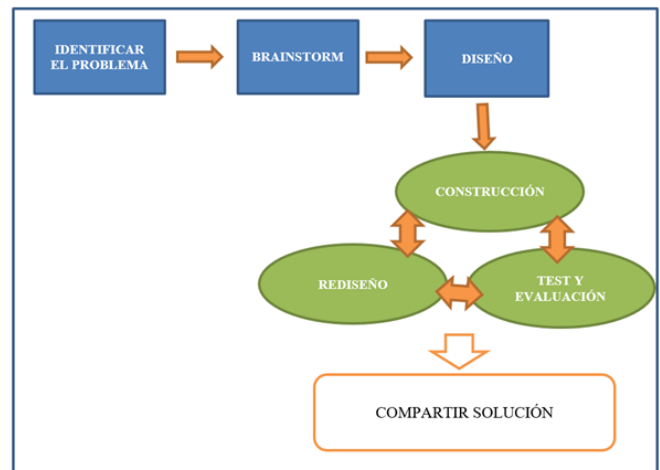 IDENTIFICAR
EL PROBLEMA
BRAINSTORM
DISEÑO
CONSTRUCCIÓN
REDISEÑO
TEST Y
EVALUACIÓN
COMPARTIR SOLUCIÓN